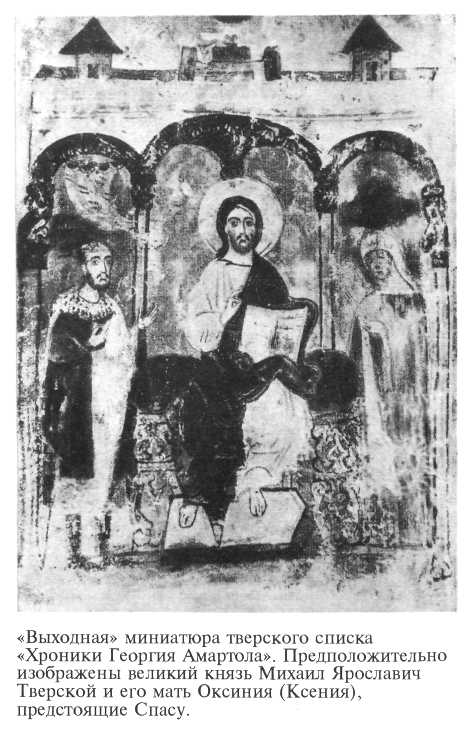 «Выходная» миниатюра тверского списка
«Хроники Георгия Амартола». Предположительно
изображены великий князь Михаил Ярославич
Тверской и его мать Оксиния (Ксения),
предстоящие Спасу.